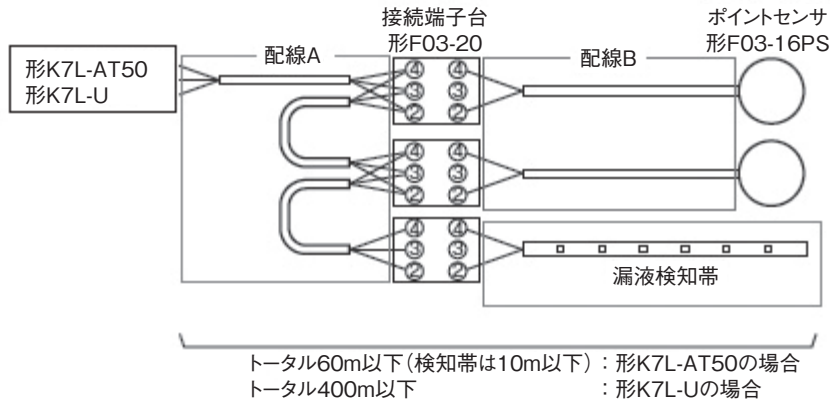 接続端子台
形F03-20
ポイントセンサ
形F03-16PS
配線A
配線B
形K7L-AT50
形K7L-U
④ ④
③ ③
② ②
④ ④
③ ③
② ②
④ ④
③ ③
② ②
漏液検知帯
トータル60m以下(検知帯は10m以下):形K7L-AT50の場合
トータル400m以下 :形K7L-Uの場合